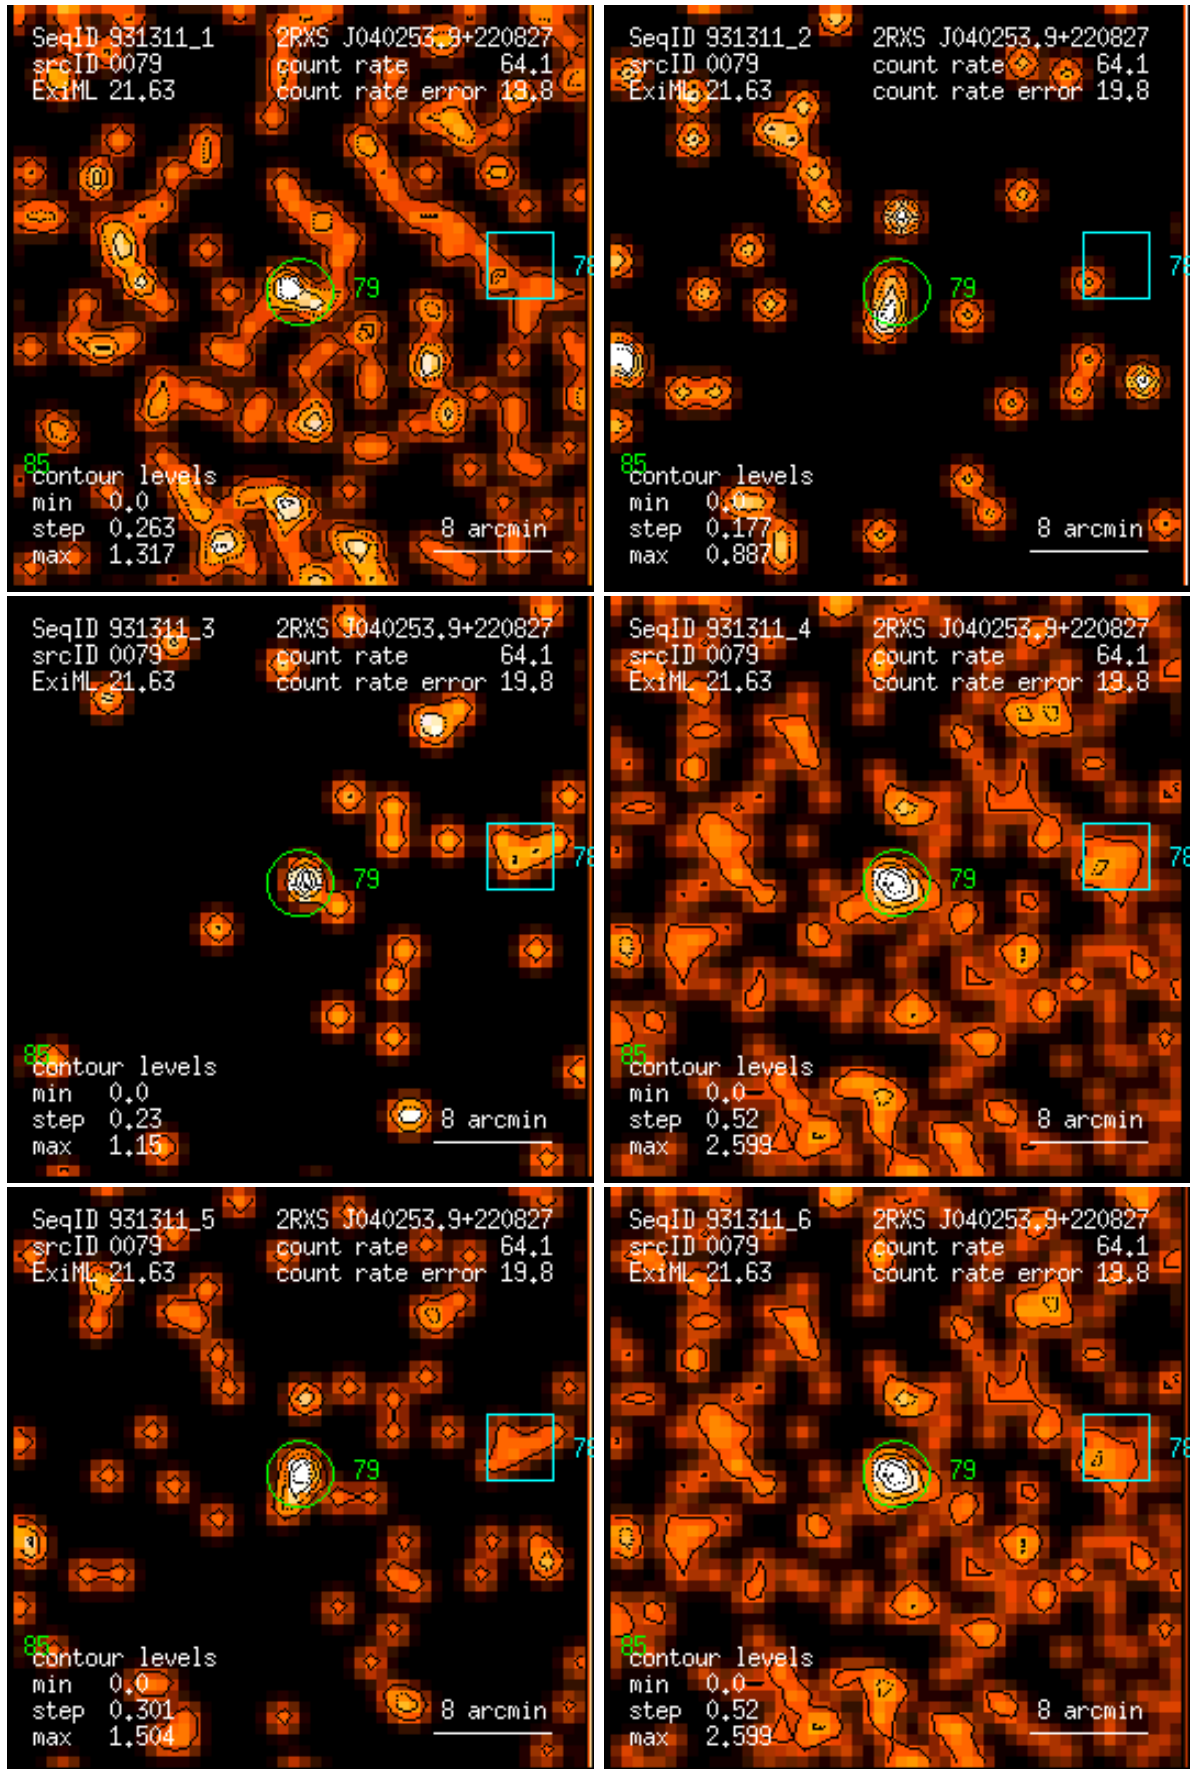 SeqID 931311_1 2RXS J040253.9+220827
srcID 0079 count rate 64.1
ExiML 21.63 count rate error 19.8
78
79
85
contour levels
min 0.0
step 0.263
max 1.317
8 arcmin
SeqID 931311_2 2RXS J040253.9+220827
srcID 0079 count rate 64.1
ExiML 21.63 count rate error 19.8
78
79
85
contour levels
min 0.0
step 0.177
max 0.887
8 arcmin
SeqID 931311_3 2RXS J040253.9+220827
srcID 0079 count rate 64.1
ExiML 21.63 count rate error 19.8
78
79
85
contour levels
min 0.0
step 0.23
max 1.15
8 arcmin
SeqID 931311_4 2RXS J040253.9+220827
srcID 0079 count rate 64.1
ExiML 21.63 count rate error 19.8
78
79
85
contour levels
min 0.0
step 0.52
max 2.599
8 arcmin
SeqID 931311_5 2RXS J040253.9+220827
srcID 0079 count rate 64.1
ExiML 21.63 count rate error 19.8
78
79
85
contour levels
min 0.0
step 0.301
max 1.504
8 arcmin
SeqID 931311_6 2RXS J040253.9+220827
srcID 0079 count rate 64.1
ExiML 21.63 count rate error 19.8
78
79
85
contour levels
min 0.0
step 0.52
max 2.599
8 arcmin